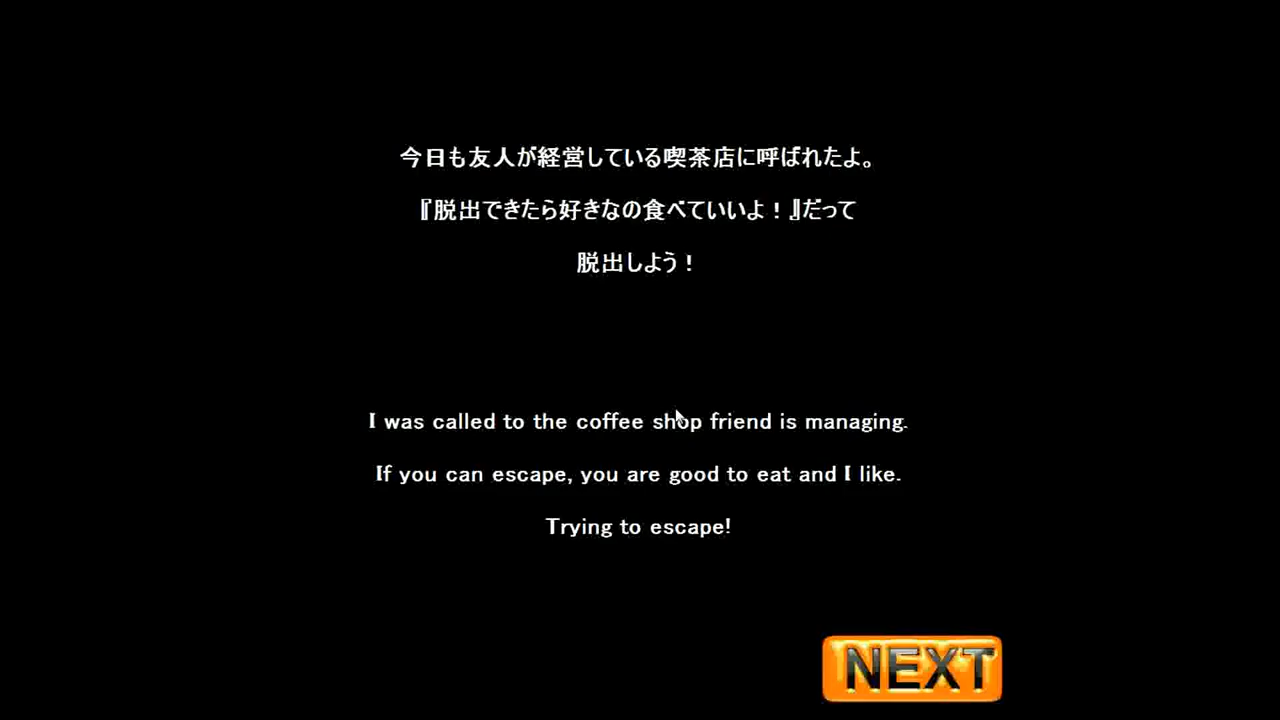 今日も友人が経営している喫茶店に呼ばれたよ。
『脱出できたら好きなの食べていいよ！』だって
脱出しよう！
I was called to the coffee shop friend is managing.
If you can escape, you are good to eat and I like.
Trying to escape!
NEXT